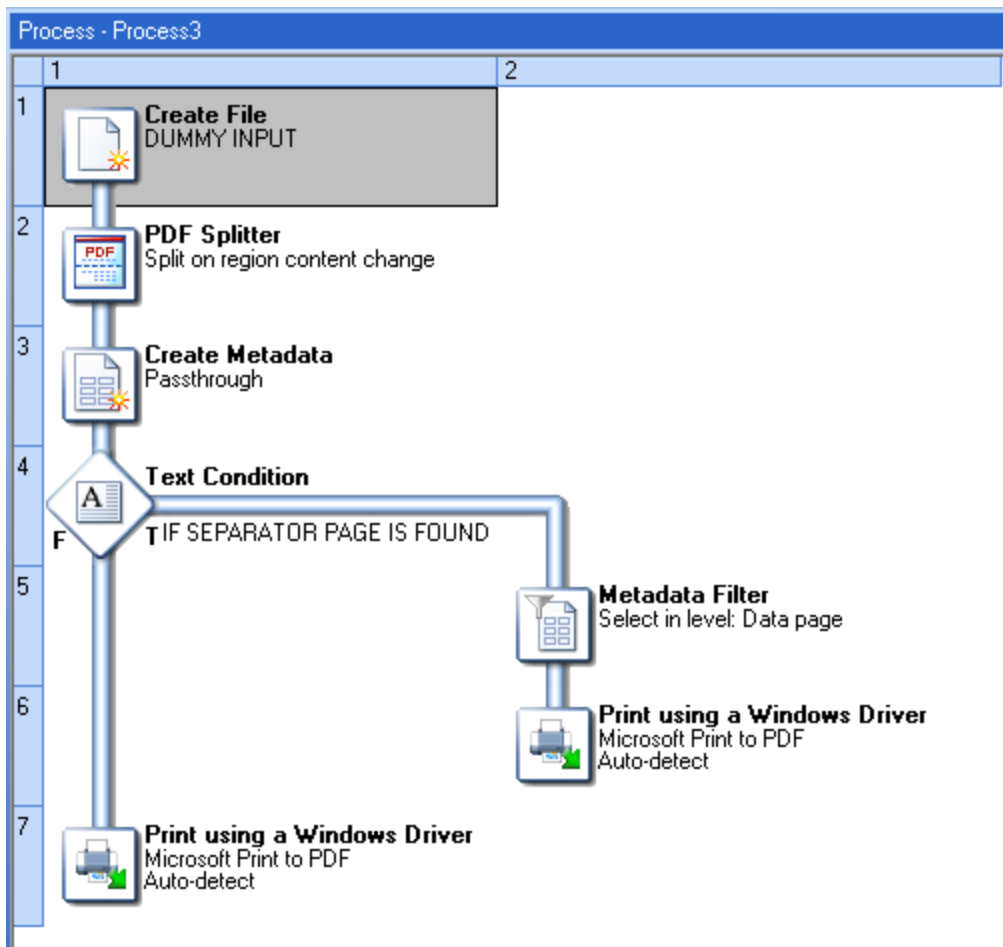 Process - Process3
1
2
1
Create File
DUMMY INPUT
2
PDF
PDF Splitter
Split on region content change
3
Create Metadata
Passthrough
4
A
Text Condition
F
T IF SEPARATOR PAGE IS FOUND
5
Metadata Filter
Select in level: Data page
6
Print using a Windows Driver
Microsoft Print to PDF
Auto-detect
7
Print using a Windows Driver
Microsoft Print to PDF
Auto-detect